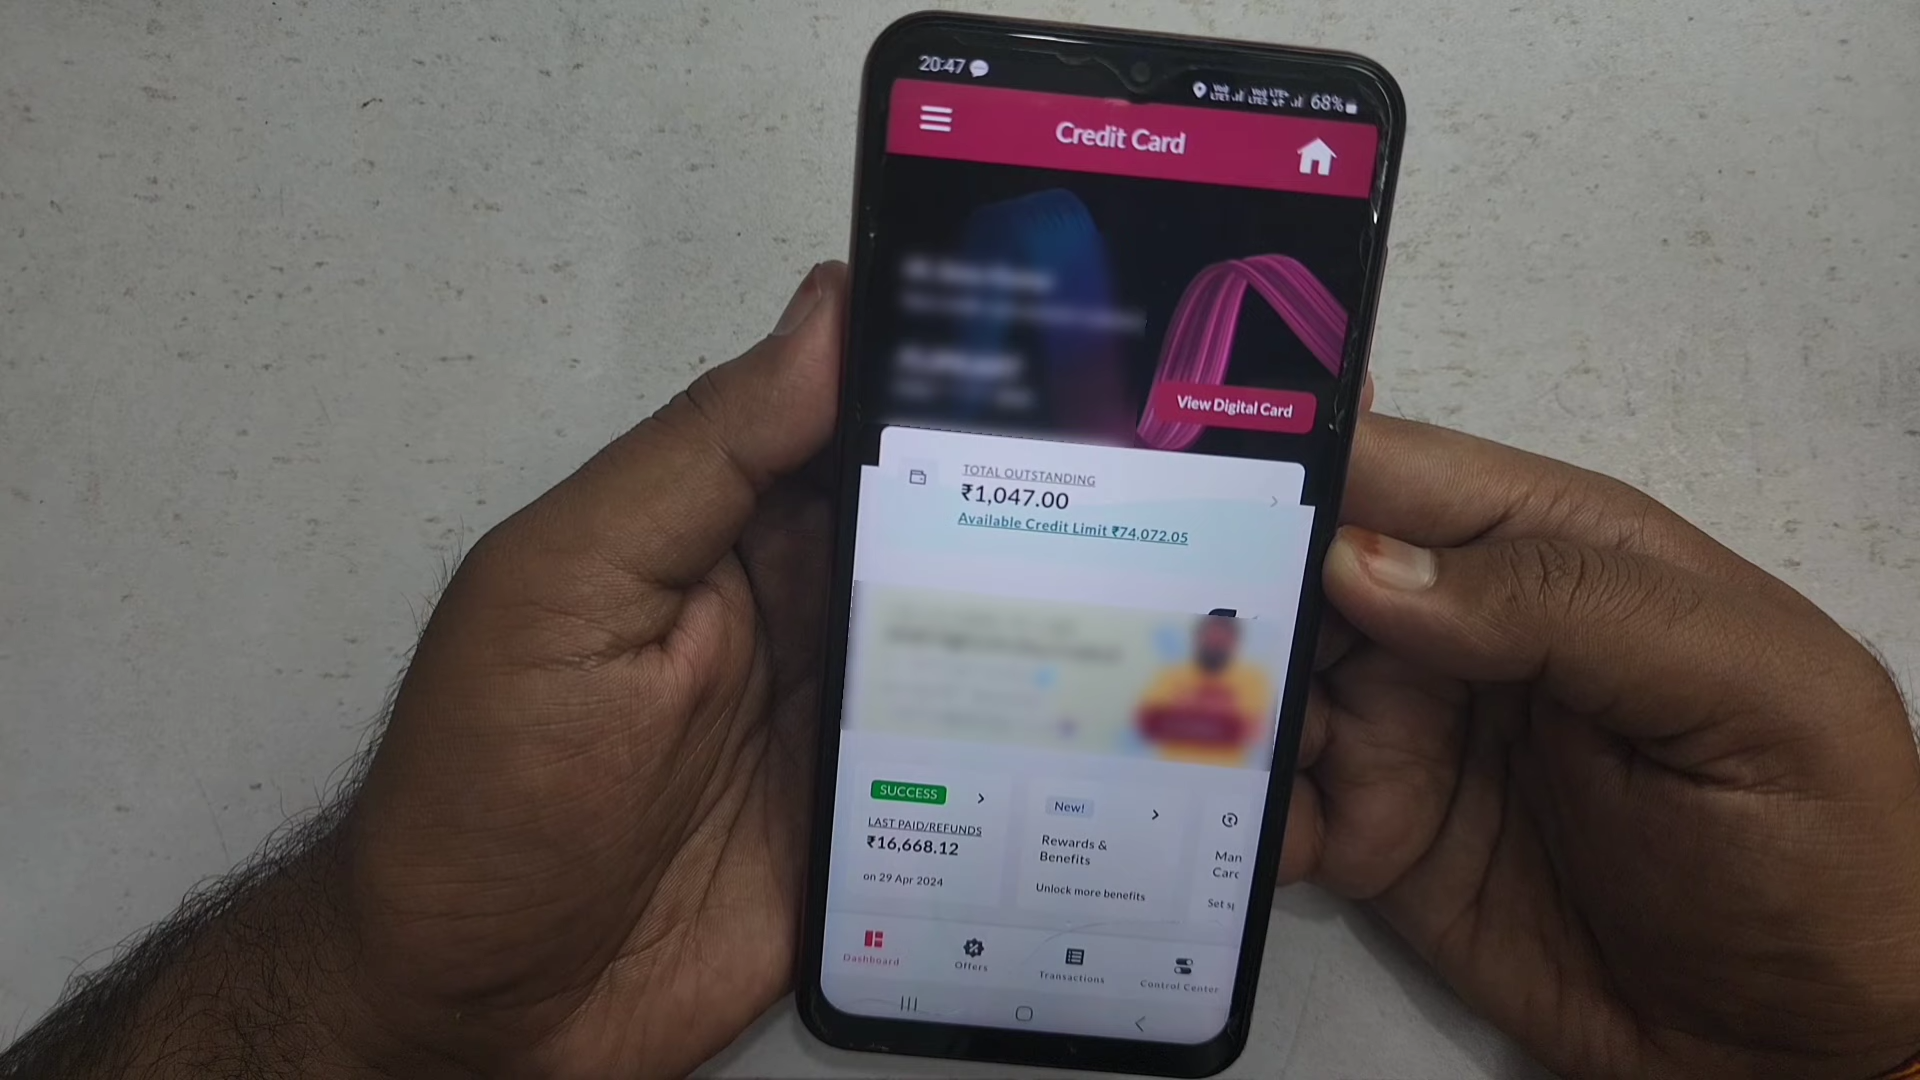 20:47
68%
Credit Card
View Digital Card
TOTAL OUTSTANDING
₹1,047.00
Available Credit Limit ₹74,072.05
SUCCESS
LAST PAID/REFUNDS
₹16,668.12
on 29 Apr 2024
New!
Rewards &
Benefits
Unlock more benefits
Man
Carc
Set sp
Dashboard
Offers
Transactions
Control Center